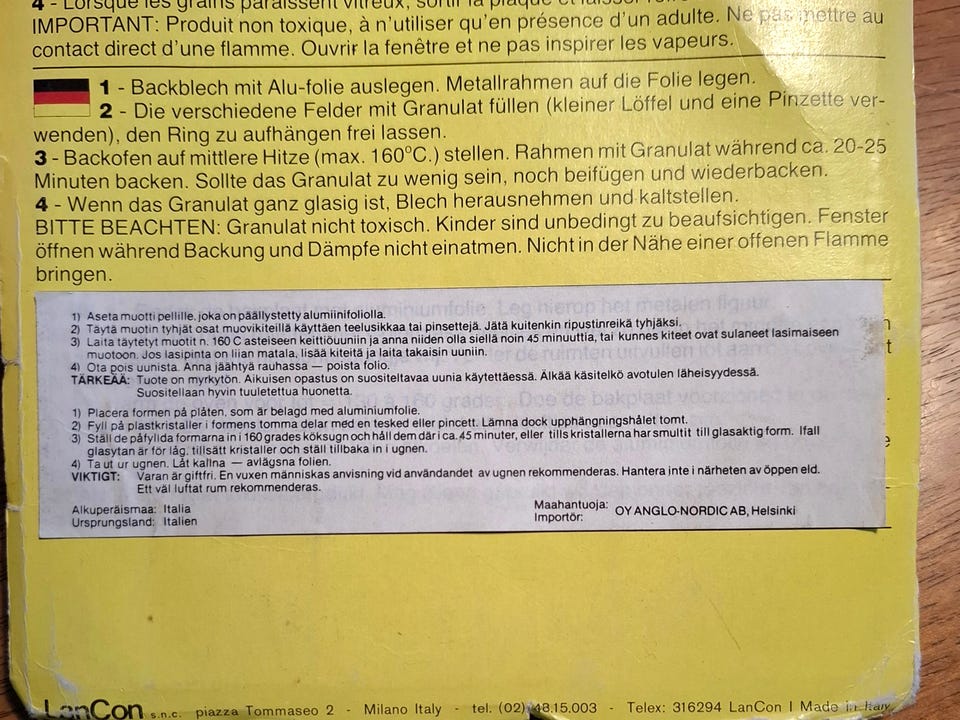 4 - Lorsque les grains paraissent vitreux, sortir la plaque et laisser
IMPORTANT: Produit non toxique, à n'utiliser qu'en présence d'un adulte. Ne pas mettre au
contact direct d'une flamme. Ouvrir la fenêtre et ne pas inspirer les vapeurs.
1 - Backblech mit Alu-folie auslegen. Metallrahmen auf die Folie legen.
2 - Die verschiedene Felder mit Granulat füllen (kleiner Löffel und eine Pinzette ver-
wenden), den Ring zu aufhängen frei lassen.
3 - Backofen auf mittlere Hitze (max. 160°C.) stellen. Rahmen mit Granulat während ca. 20-25
Minuten backen. Sollte das Granulat zu wenig sein, noch beifügen und wiederbacken.
4 - Wenn das Granulat ganz glasig ist, Blech herausnehmen und kaltstellen.
BITTE BEACHTEN: Granulat nicht toxisch. Kinder sind unbedingt zu beaufsichtigen. Fenster
öffnen während Backung und Dämpfe nicht einatmen. Nicht in der Nähe einer offenen Flamme
bringen.
1) Aseta muotti pellille, joka on päällystetty alumiinifoliolla.
2) Täytä muotin tyhjät osat muovikiteillä käyttäen teelusikkaa tai pinsettejä. Jätä kuitenkin ripustinreikä tyhjäksi.
3) Laita täytetyt muotit n. 160 C asteiseen keittiöuuniin ja anna niiden olla siellä noin 45 minuuttia, tai kunnes kiteet ovat sulaneet lasimaiseen
muotoon. Jos lasipinta on liian matala, lisää kiteitä ja laita takaisin uuniin.
4) Ota pois uunista. Anna jäähtyä rauhassa — poista folio.
TÄRKEÄÄ: Tuote on myrkytön. Aikuisen opastus on suositeltavaa uunia käytettäessä. Älkää käsitelkö avotulen läheisyydessä.
Suositellaan hyvin tuuletettua huonetta.
1) Placera formen på plåten, som är belagd med aluminiumfolie.
2) Fyll på plastkristaller i formens tomma delar med en tesked eller pincett. Lämna dock upphängningshålet tomt.
3) Ställ de påfyllda formarna in i 160 grades köksugn och håll dem där i ca. 45 minuter, eller tills kristallerna har smultit till glasaktig form. Ifall
glasytan är för låg, tillsätt kristaller och ställ tillbaka in i ugnen.
4) Ta ut ur ugnen. Låt kallna — avlägsna folien.
VIKTIGT: Varan är giftfri. En vuxen människas anvisning vid användandet av ugnen rekommenderas. Hantera inte i närheten av öppen eld.
Ett väl luftat rum rekommenderas.
Alkuperäismaa: Italia
Ursprungsland: Italien
Maahantuoja: OY ANGLO-NORDIC AB, Helsinki
Importör:
LanCon s.n.c. piazza Tommaseo 2 - Milano Italy - tel. (02) 48.15.003 - Telex: 316294 LanCon I Made in Italy